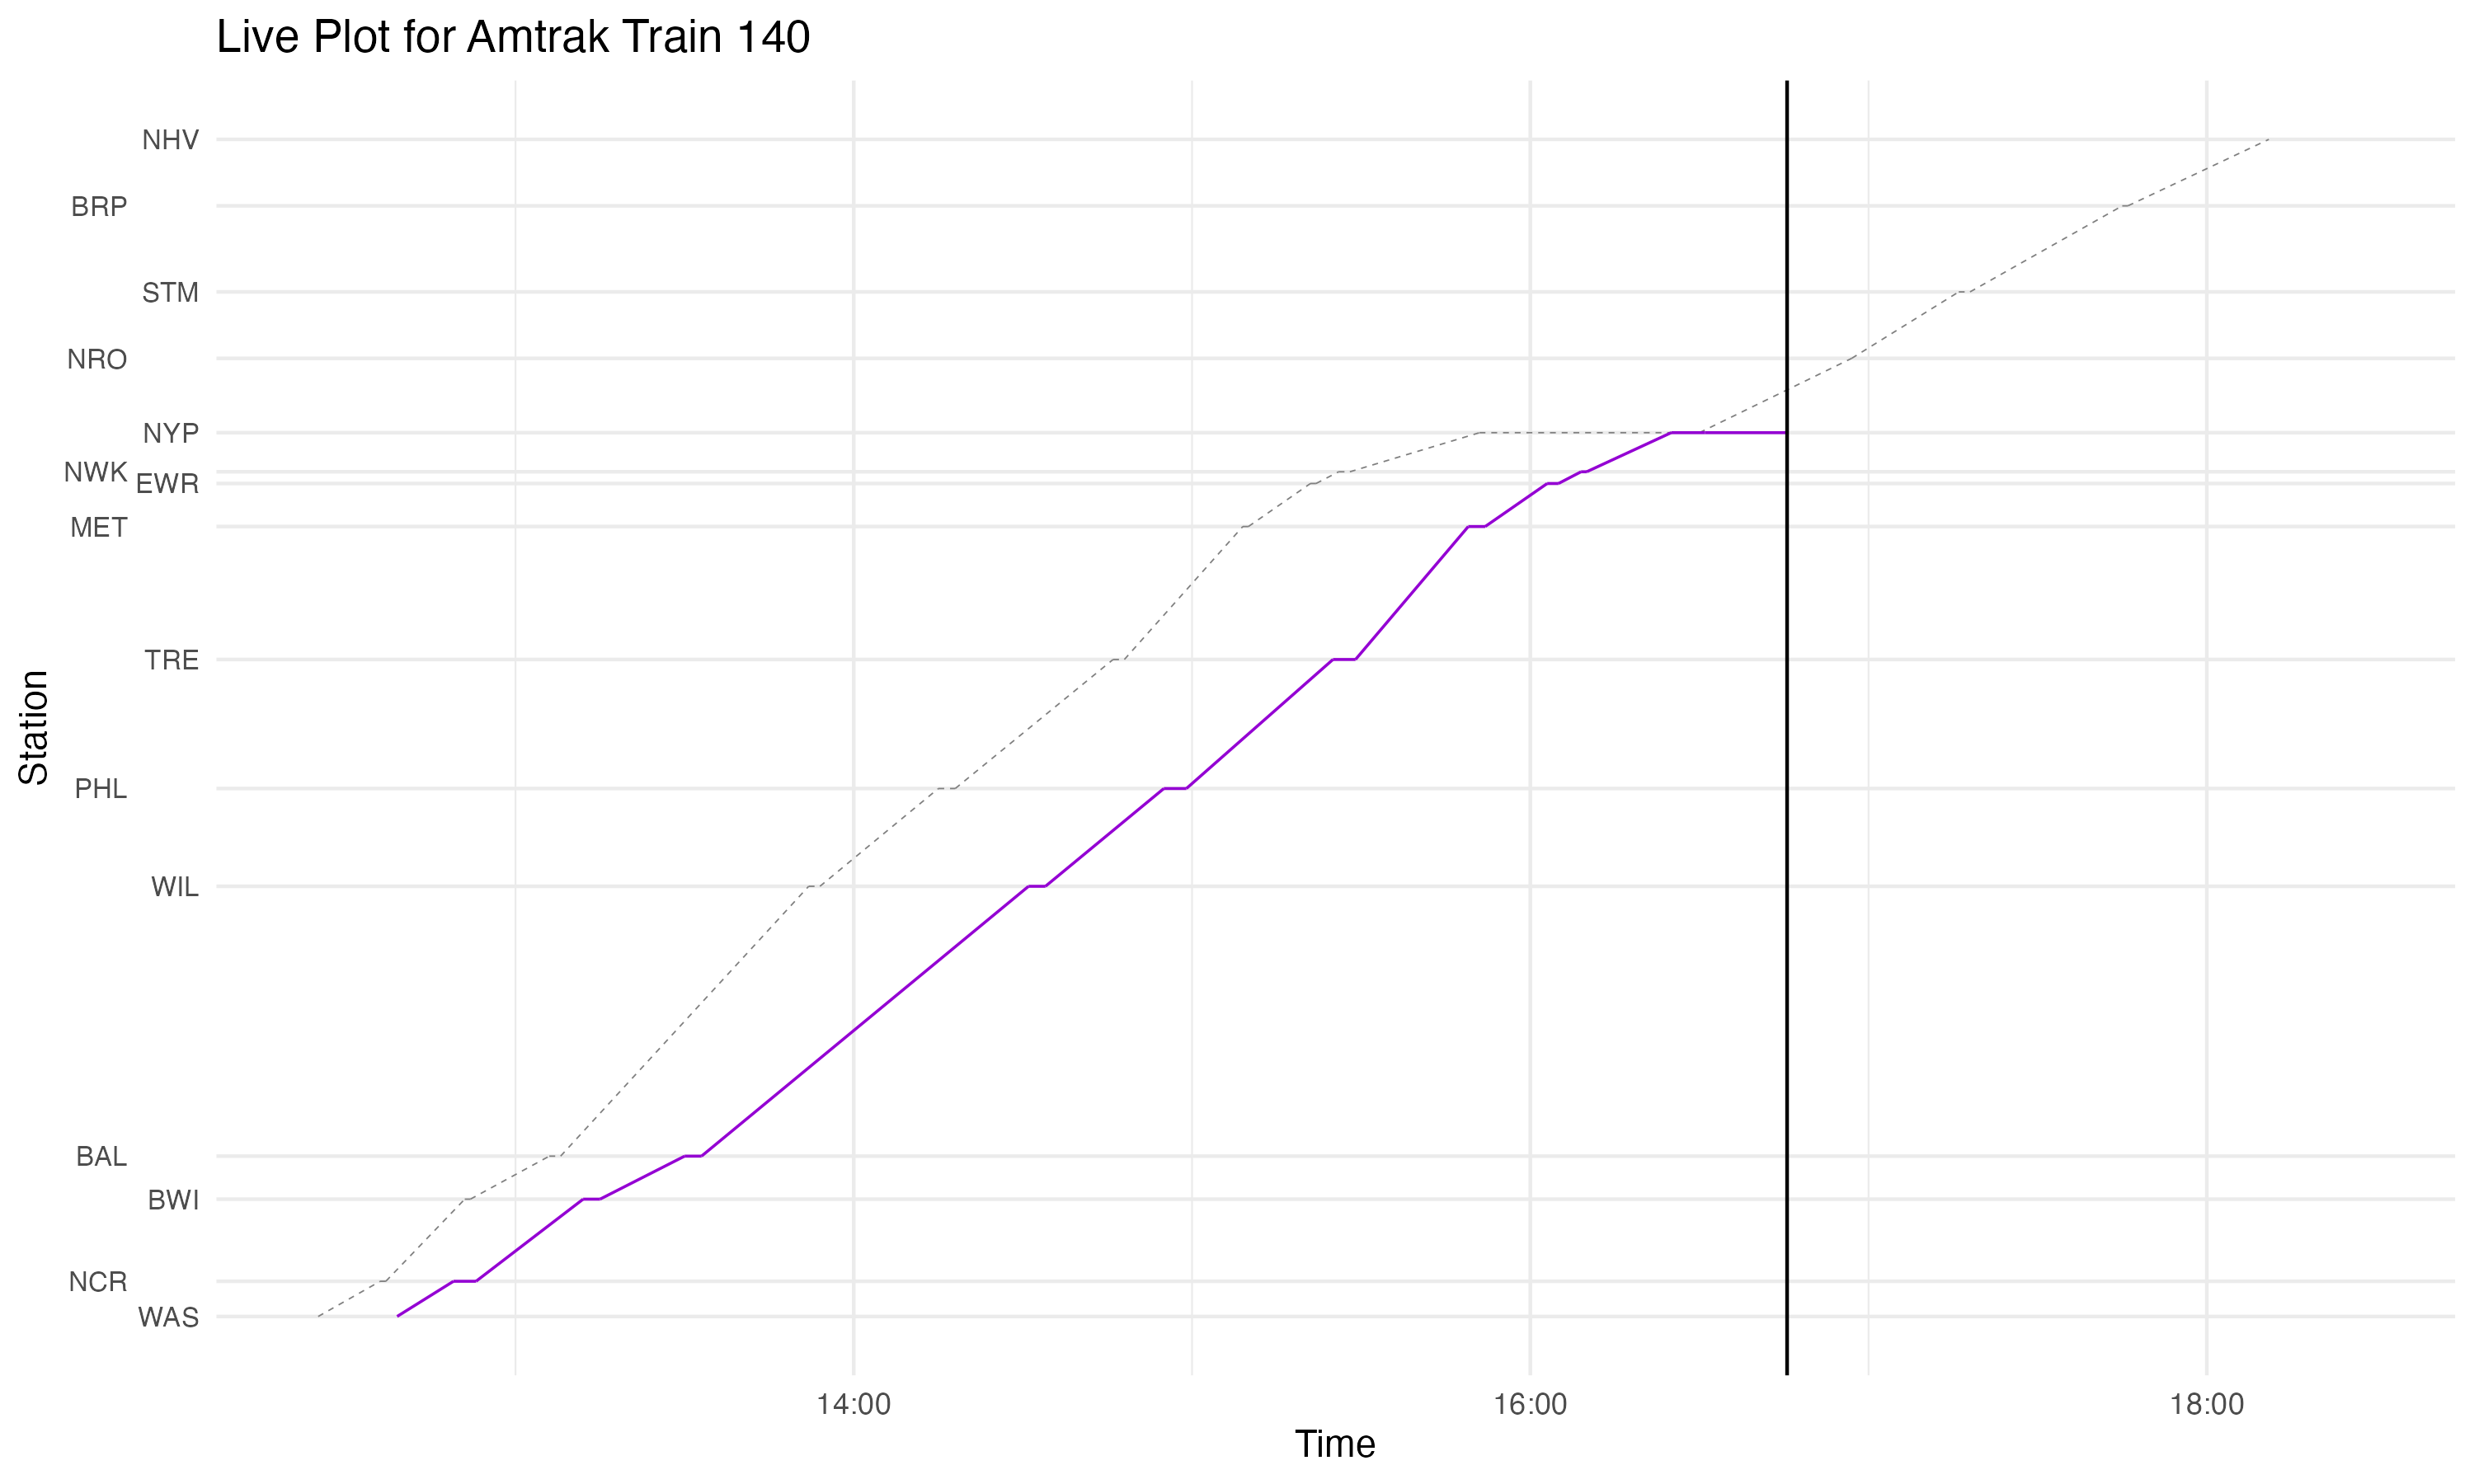 Live Plot for Amtrak Train 140
NHV
BRP
STM
NRO
NYP
NWK
EWR
MET
TRE
PHL
WIL
BAL
BWI
NCR
WAS
Station
14:00 16:00 18:00
Time